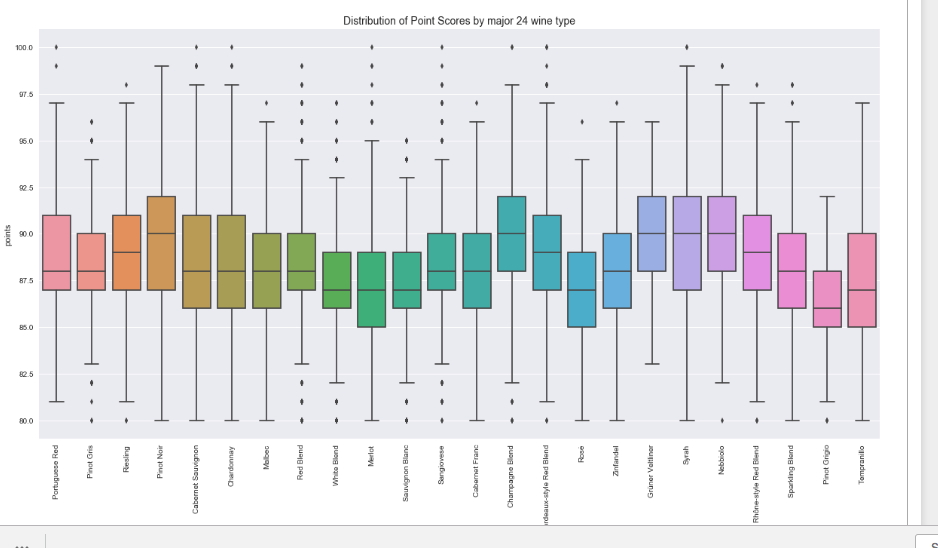 Distribution of Point Scores by major 24 wine type
100.0
97.5
95.0
92.5
90.0
87.5
85.0
82.5
80.0
points
Portuguese Red
Pinot Gris
Riesling
Pinot Noir
Cabernet Sauvignon
Chardonnay
Malbec
Red Blend
White Blend
Merlot
Sauvignon Blanc
Sangiovese
Cabernet Franc
Champagne Blend
rdeaux-style Red Blend
Rosé
Zinfandel
Grüner Veltliner
Syrah
Nebbiolo
Rhône-style Red Blend
Sparkling Blend
Pinot Grigio
Tempranillo